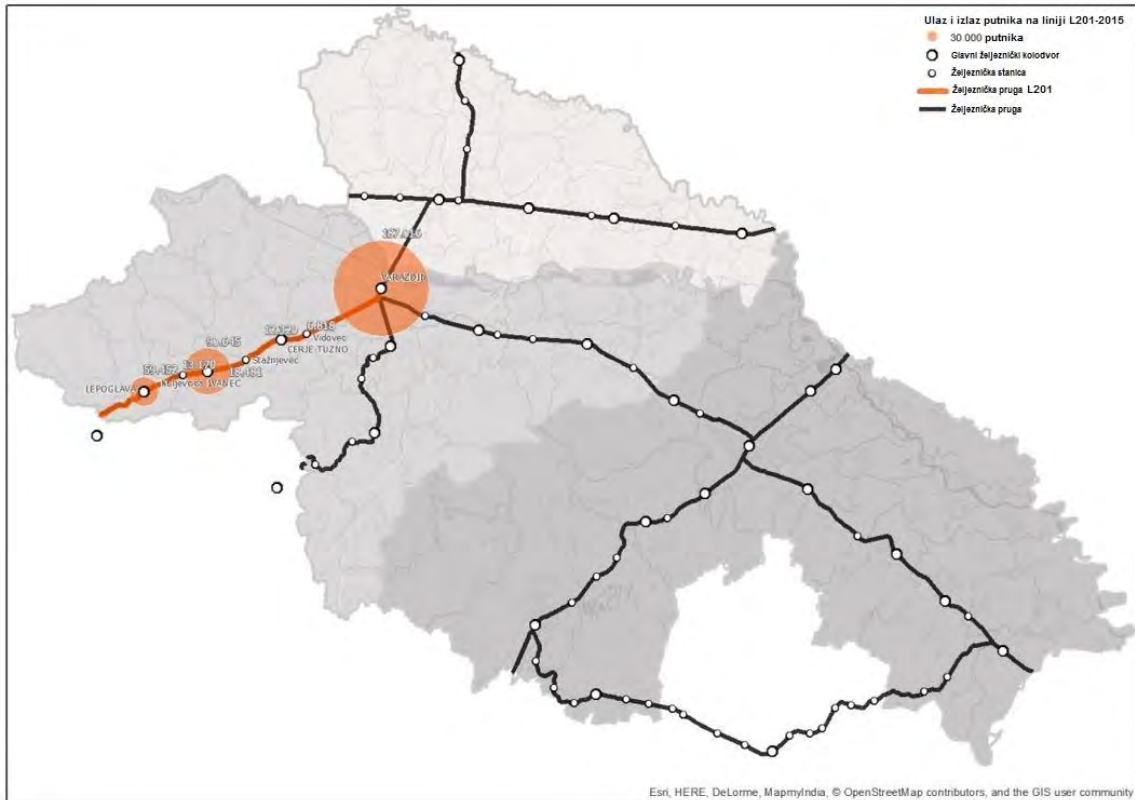 Ulaz i izlaz putnika na liniji L201-2015
30 000 putnika
Glavni željeznički kolodvor
Željeznička stanica
Željeznička pruga L201
Željeznička pruga
VARAŽDIN
6.818
Vidovec
CERJE TUŽNO
Stažnjevec
IVANEC
Kuljevčica
LEPOGLAVA
Esri, HERE, DeLorme, MapmyIndia, © OpenStreetMap contributors, and the GIS user community